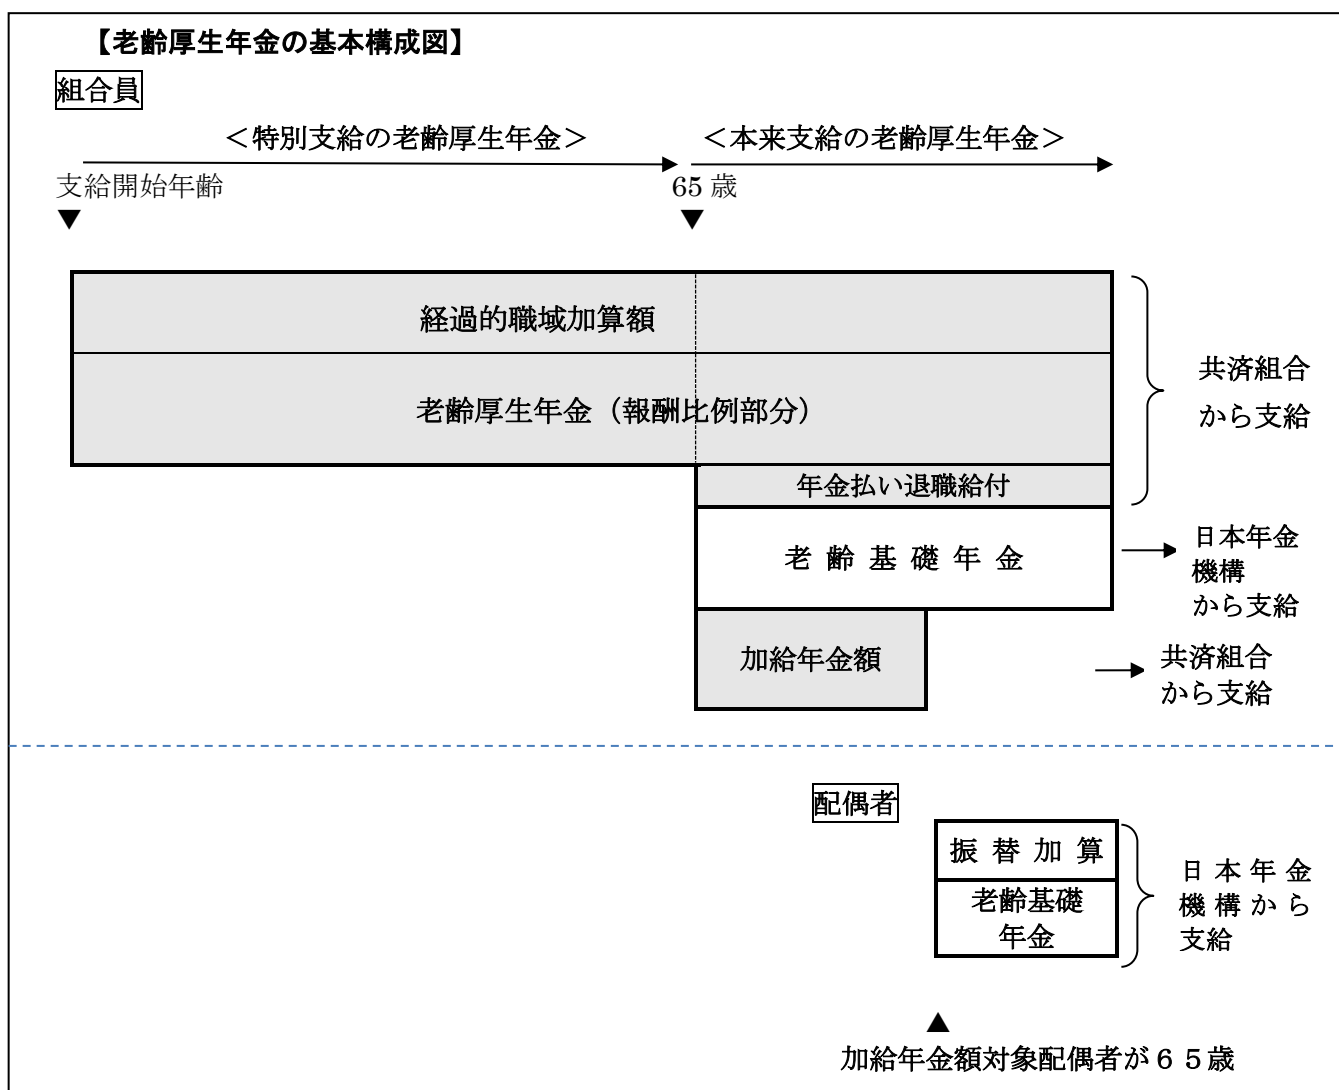 【老齢厚生年金の基本構成図】
組合員
＜特別支給の老齢厚生年金＞
＜本来支給の老齢厚生年金＞
支給開始年齢
65 歳
▼
▼
経過的職域加算額
老齢厚生年金（報酬比例部分）
共済組合
から支給
年金払い退職給付
老 齢 基 礎 年 金
日本年金
機構
から支給
加給年金額
共済組合
から支給
配偶者
振 替 加 算
老齢基礎
年金
日 本 年 金
機 構 か ら
支給
▲
加給年金額対象配偶者が６５歳